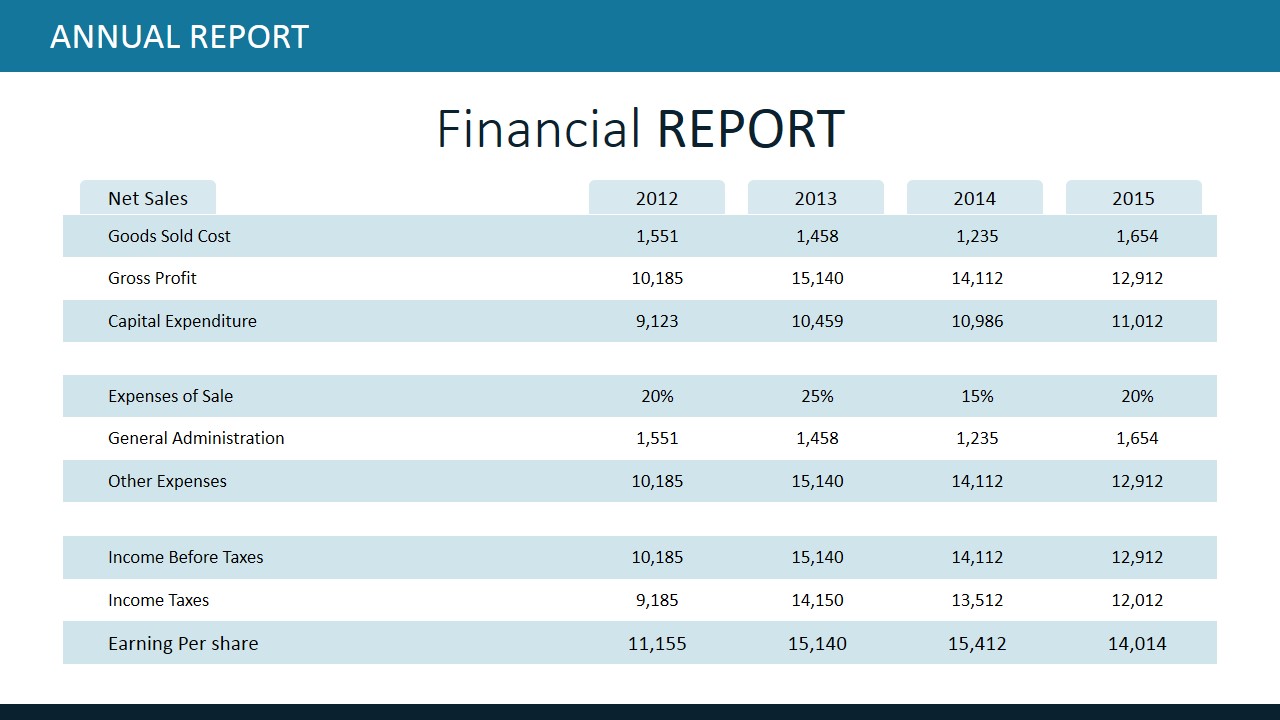 ANNUAL REPORT
Financial REPORT
Net Sales 2012 2013 2014 2015
Goods Sold Cost 1,551 1,458 1,235 1,654
Gross Profit 10,185 15,140 14,112 12,912
Capital Expenditure 9,123 10,459 10,986 11,012
Expenses of Sale 20% 25% 15% 20%
General Administration 1,551 1,458 1,235 1,654
Other Expenses 10,185 15,140 14,112 12,912
Income Before Taxes 10,185 15,140 14,112 12,912
Income Taxes 9,185 14,150 13,512 12,012
Earning Per share 11,155 15,140 15,412 14,014